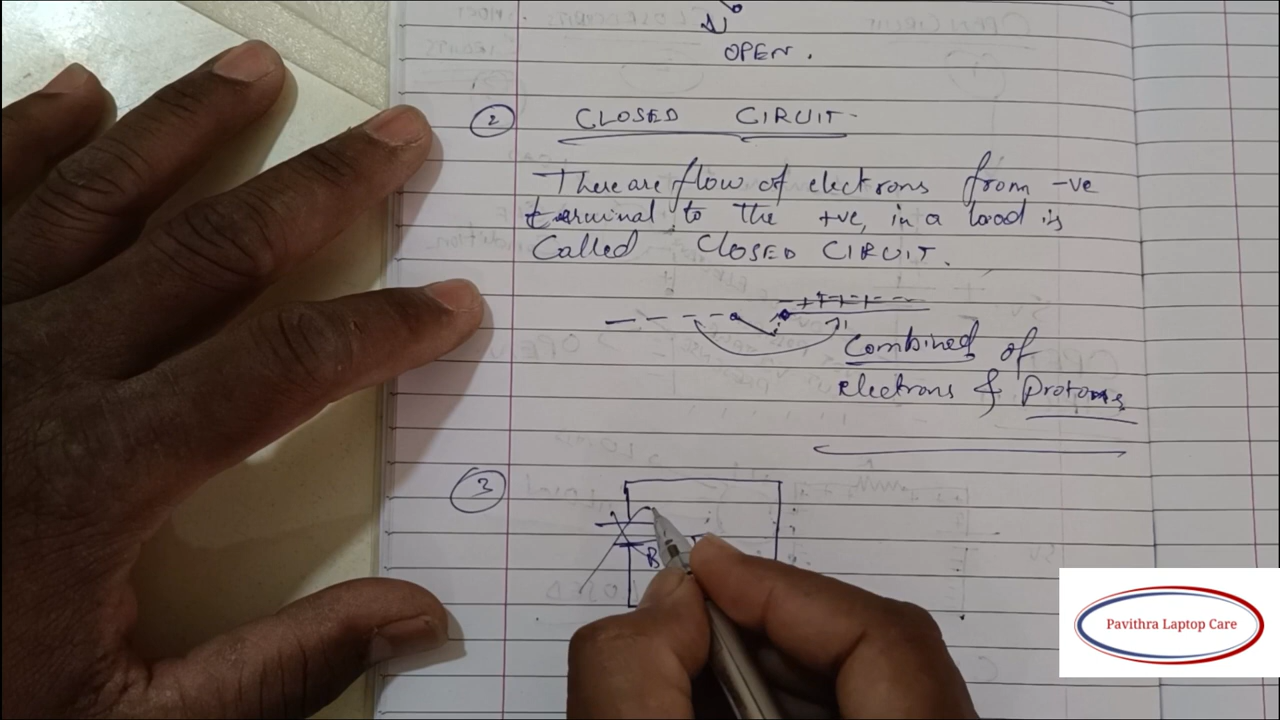 OPEN.
② CLOSED CIRUIT-
There are flow of electrons from -ve
terminal to the +ve, in a load is
Called CLOSED CIRUIT.
Combined of
electrons & Protons
③
B
Pavithra Laptop Care